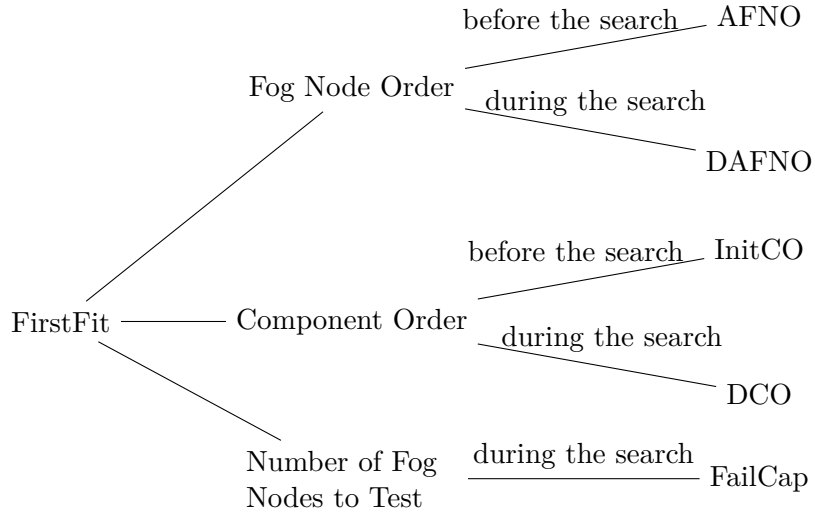 before the search
AFNO
Fog Node Order
during the search
DAFNO
before the search
InitCO
FirstFit
Component Order
during the search
DCO
Number of Fog
Nodes to Test
during the search
FailCap